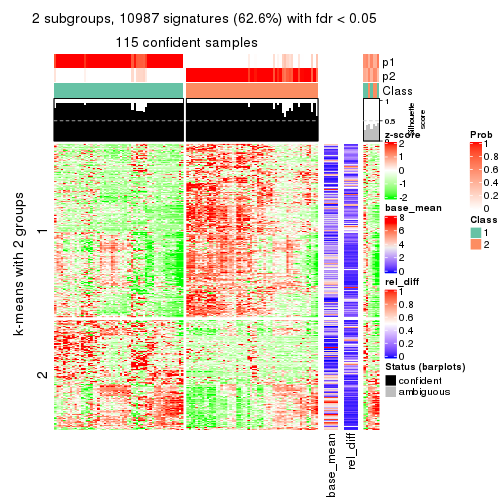 2 subgroups, 10987 signatures (62.6%) with fdr < 0.05
115 confident samples
p1
p2
Class
1
0.5
0
Silhouette
score
k-means with 2 groups
1
2
base_mean
rel_diff
z-score
2
1
0
-1
-2
base_mean
8
6
4
2
0
rel_diff
1
0.8
0.6
0.4
0.2
0
Status (barplots)
confident
ambiguous
Prob
1
0.8
0.6
0.4
0.2
0
Class
1
2